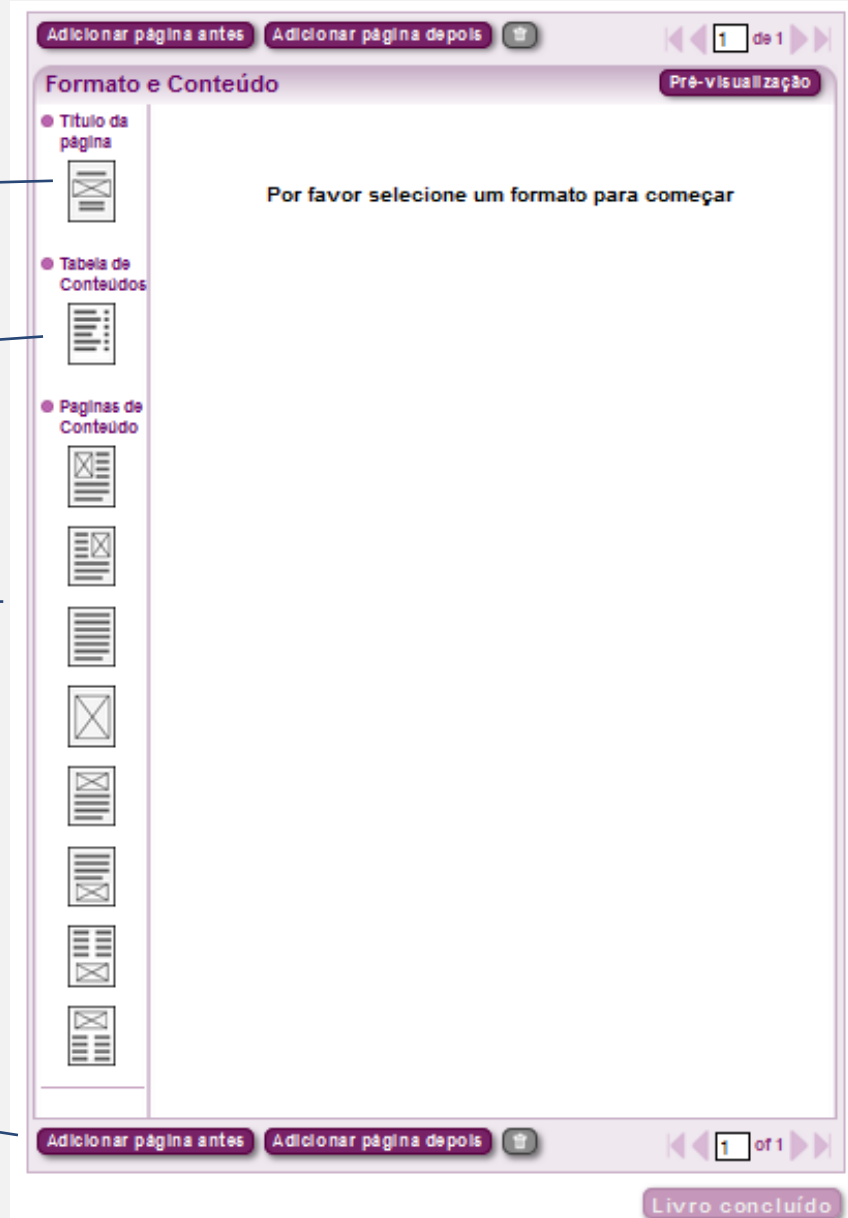 Adicionar página antes Adicionar página depois 1 de 1
Formato e Conteúdo Pré-visualização
Título da
página
Por favor selecione um formato para começar
Tabela de
Conteúdos
Paginas de
Conteúdo
Adicionar página antes Adicionar página depois 1 of 1
Livro concluído